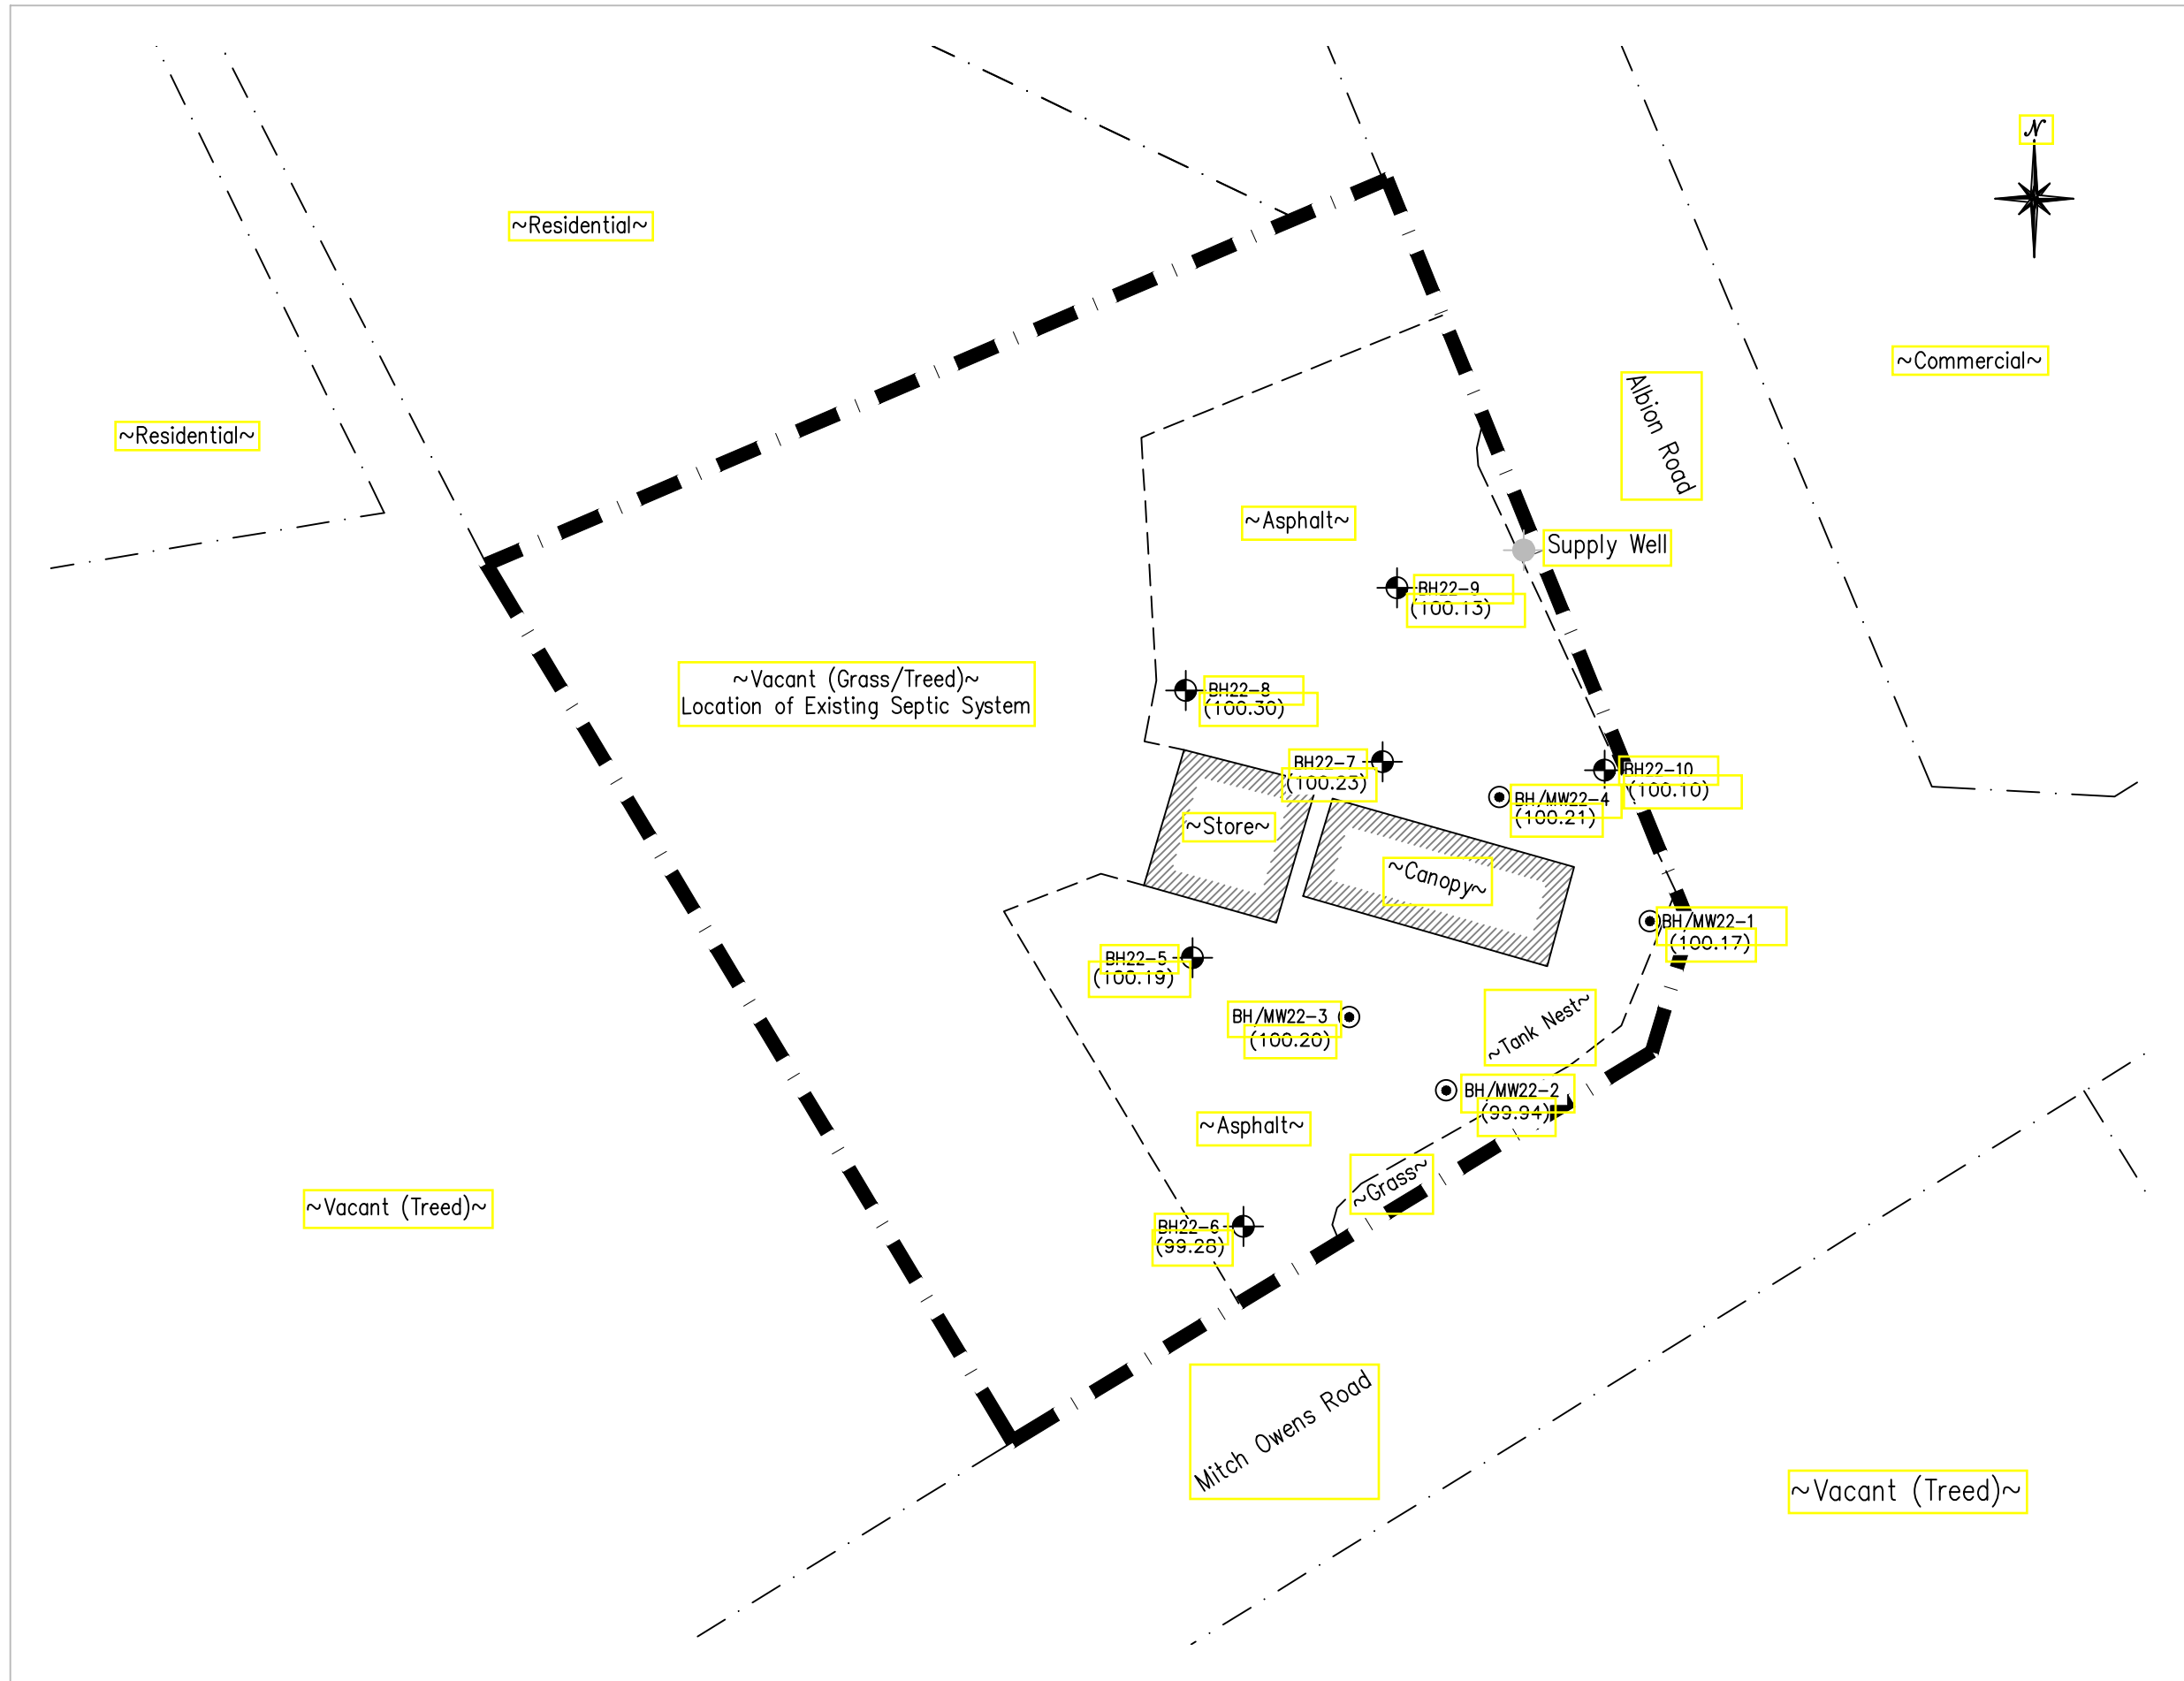 N
~Residential~
~Commercial~
Albion Road
~Residential~
~Asphalt~
Supply Well
BH22-9
(100.13)
~Vacant (Grass/Treed)~
Location of Existing Septic System
BH22-8
(100.30)
BH22-7
(100.23)
BH22-10
(100.10)
BH/MW22-4
(100.21)
~Store~
~Canopy~
BH/MW22-1
(100.17)
BH22-5
(100.19)
BH/MW22-3
(100.20)
~Tank Nest~
BH/MW22-2
(99.94)
~Asphalt~
~Grass~
~Vacant (Treed)~
BH22-6
(99.28)
Mitch Owens Road
~Vacant (Treed)~